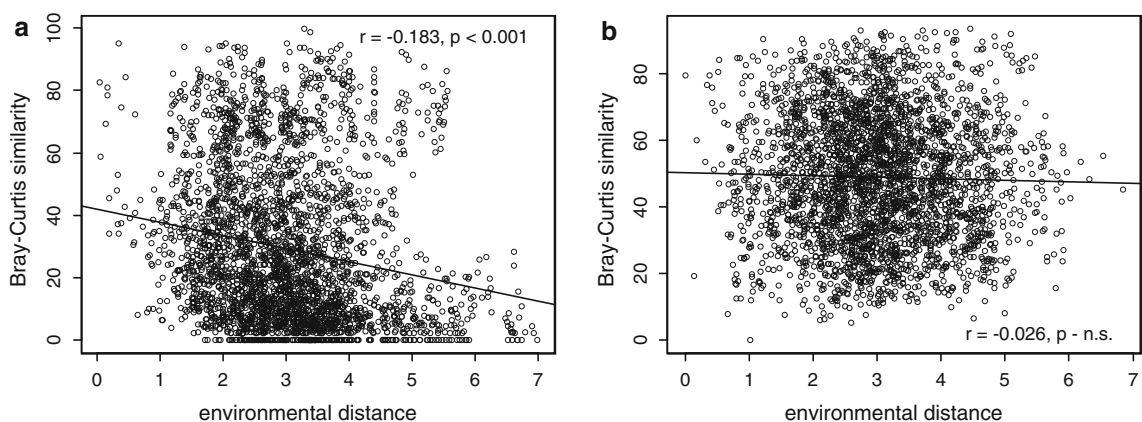 a
r = -0.183, p < 0.001
Bray-Curtis similarity
100
80
60
40
20
0
0 1 2 3 4 5 6 7
environmental distance
b
Bray-Curtis similarity
80
60
40
20
0
r = -0.026, p - n.s.
0 1 2 3 4 5 6 7
environmental distance